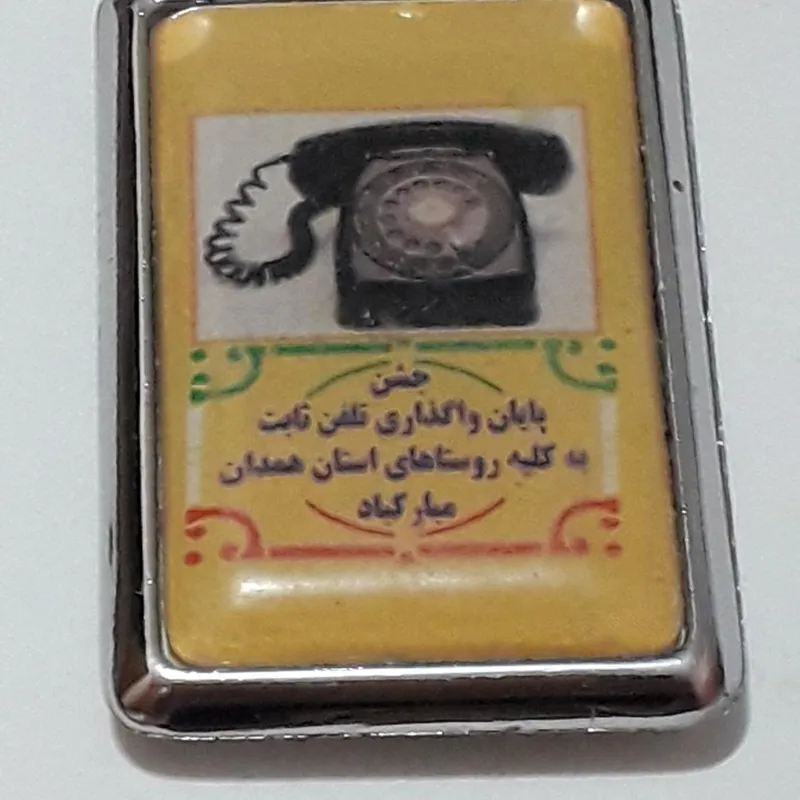 جشن
پایان واگذاری تلفن ثابت
به کلیه روستاهای استان همدان
مبارکباد